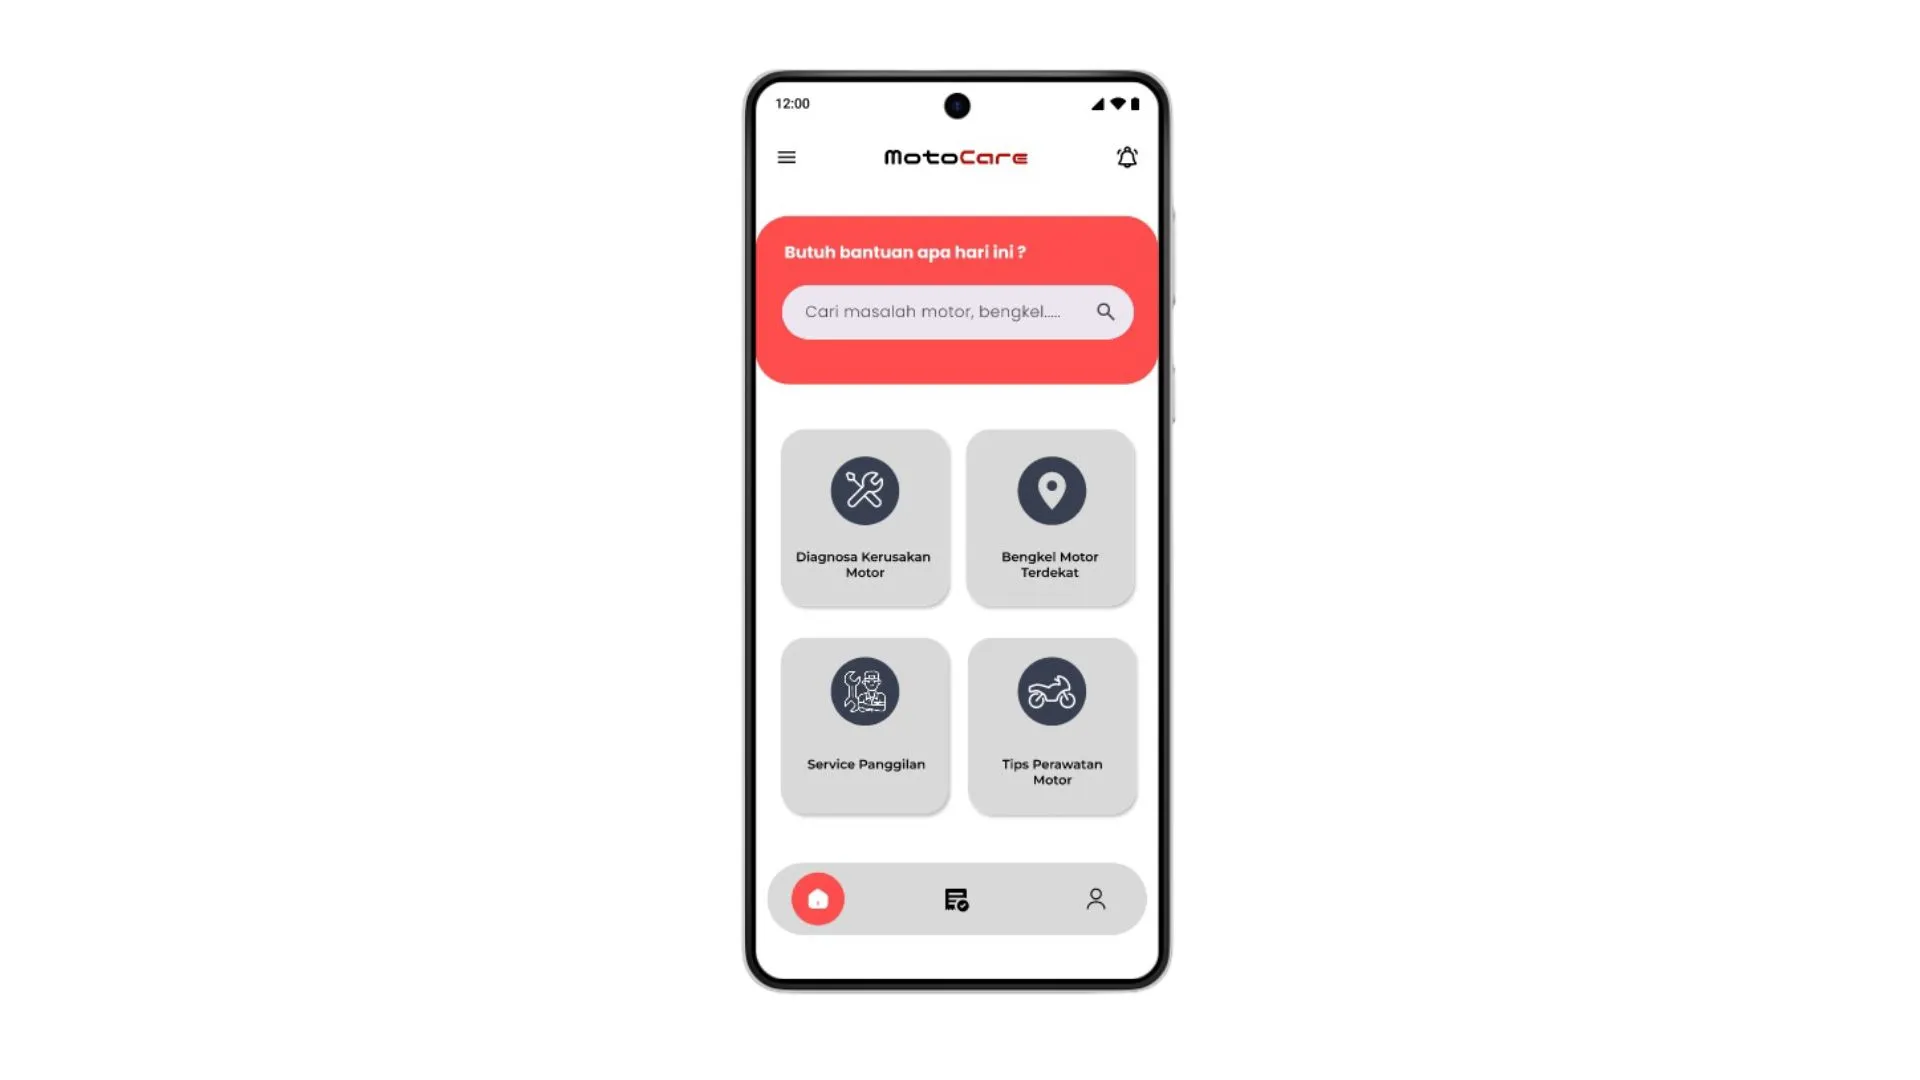 12:00
MotoCare
Butuh bantuan apa hari ini ?
Cari masalah motor, bengkel.....
Diagnosa Kerusakan
Motor
Bengkel Motor
Terdekat
Service Panggilan
Tips Perawatan
Motor